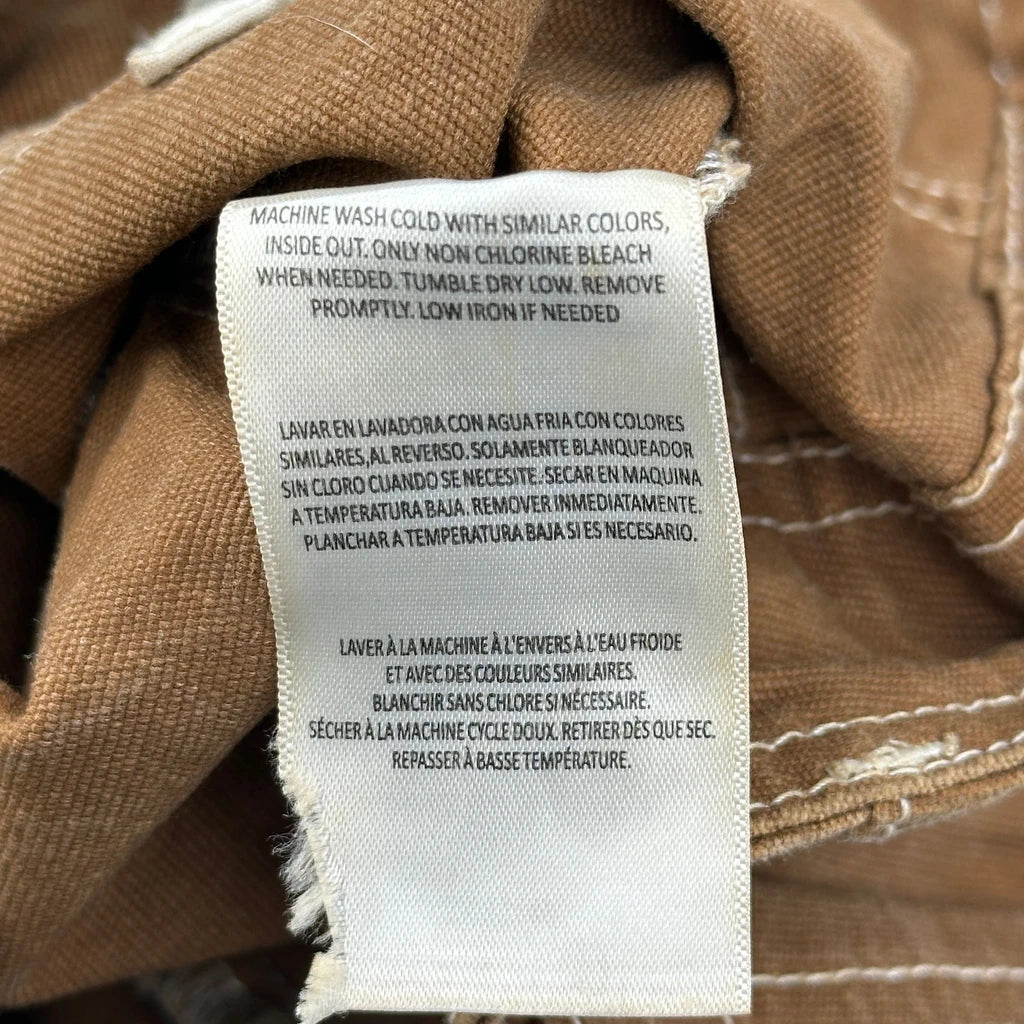 MACHINE WASH COLD WITH SIMILAR COLORS,
INSIDE OUT. ONLY NON CHLORINE BLEACH
WHEN NEEDED. TUMBLE DRY LOW. REMOVE
PROMPTLY. LOW IRON IF NEEDED
LAVAR EN LAVADORA CON AGUA FRIA CON COLORES
SIMILARES,AL REVERSO. SOLAMENTE BLANQUEADOR
SIN CLORO CUANDO SE NECESITE. SECAR EN MAQUINA
A TEMPERATURA BAJA. REMOVER INMEDIATAMENTE.
PLANCHAR A TEMPERATURA BAJA SI ES NECESARIO.
LAVER À LA MACHINE À L'ENVERS À L'EAU FROIDE
ET AVEC DES COULEURS SIMILAIRES.
BLANCHIR SANS CHLORE SI NÉCESSAIRE.
SÉCHER À LA MACHINE CYCLE DOUX. RETIRER DÈS QUE SEC.
REPASSER À BASSE TEMPÉRATURE.